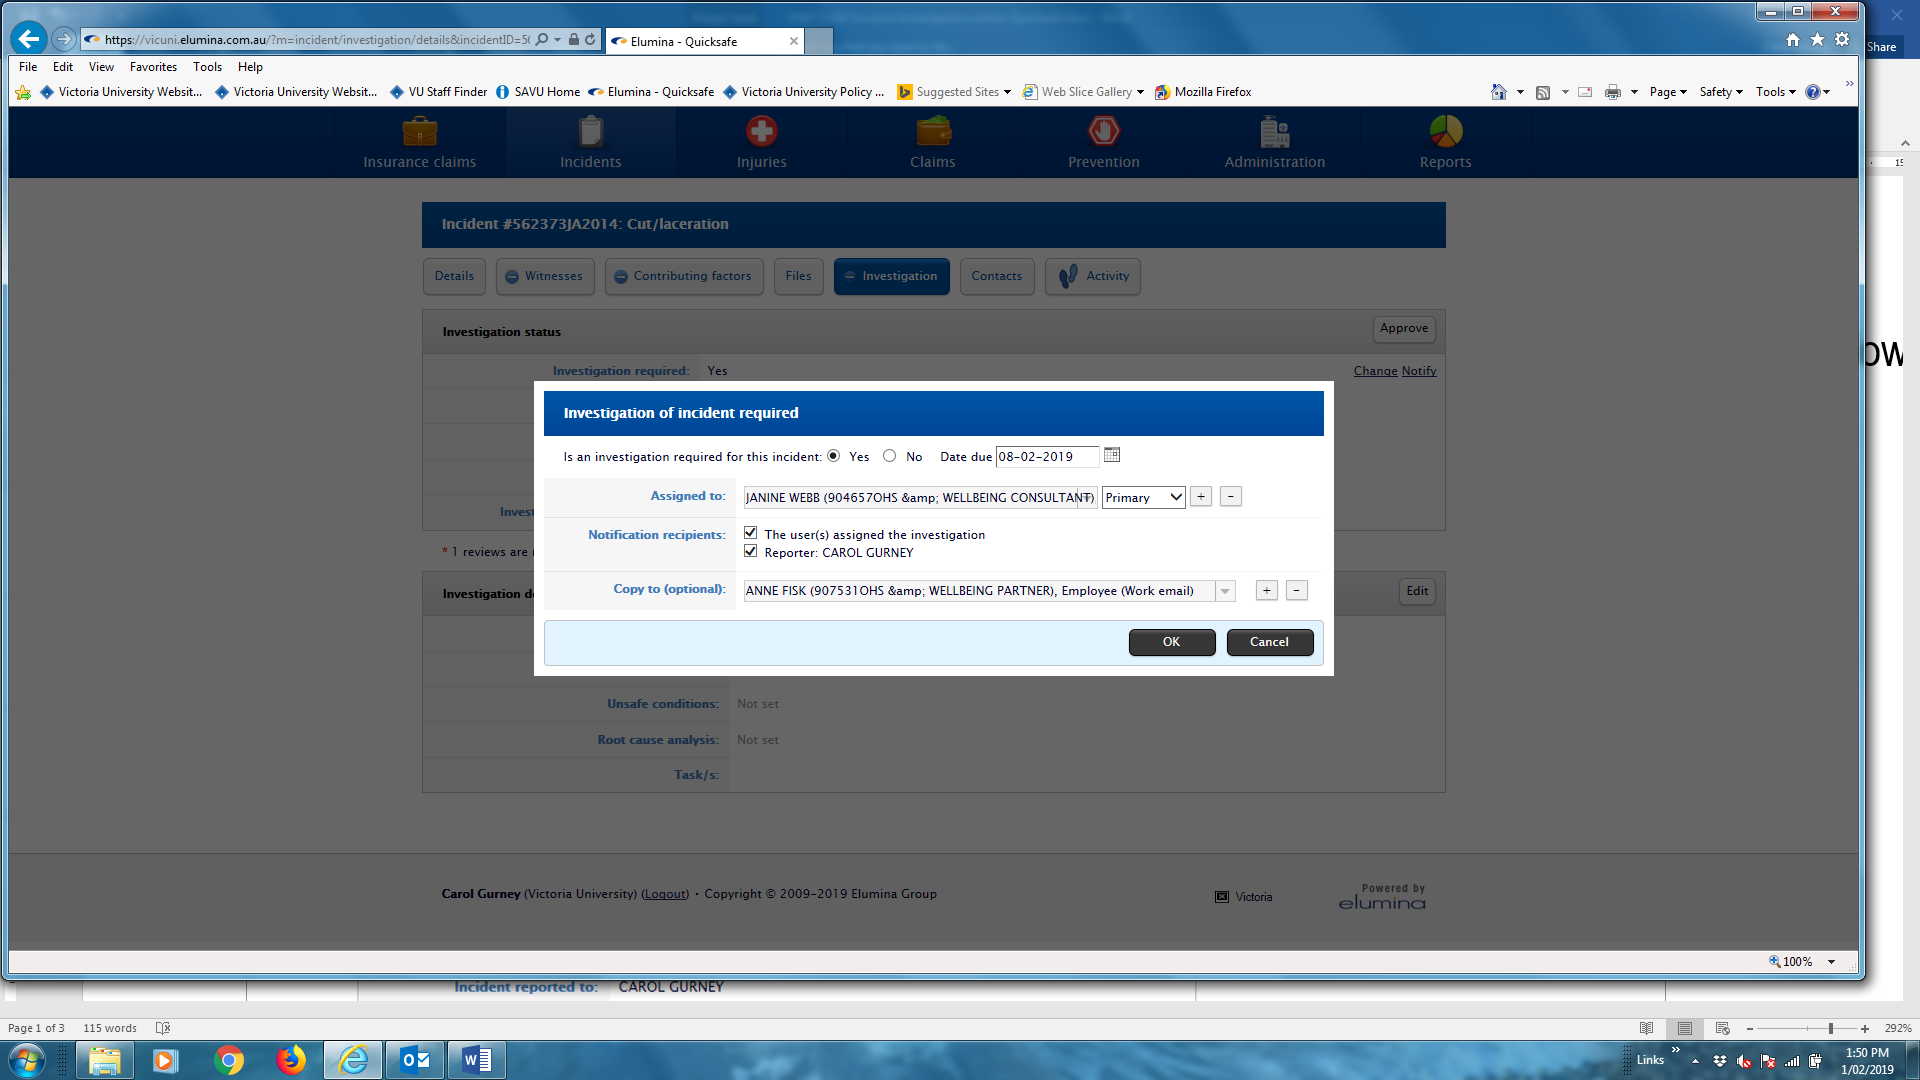 Share
https://vicuni.elumina.com.au/?m=incident/investigation/details&incidentID=5
Elumina - Quicksafe
File Edit View Favorites Tools Help
Victoria University Websit... Victoria University Websit... VU Staff Finder SAVU Home Elumina - Quicksafe Victoria University Policy ... Suggested Sites Web Slice Gallery Mozilla Firefox Page Safety Tools
Insurance claims Incidents Injuries Claims Prevention Administration Reports
15
Incident #562373JA2014: Cut/laceration
Details Witnesses Contributing factors Files Investigation Contacts Activity
Investigation status Approve
Investigation required: Yes Change Notify
ow
Investigation of incident required
Is an investigation required for this incident: Yes No Date due 08-02-2019
Assigned to: JANINE WEBB (904657OHS &amp; WELLBEING CONSULTANT) Primary + -
Invest
Notification recipients: The user(s) assigned the investigation
Reporter: CAROL GURNEY
* 1 reviews are
Copy to (optional): ANNE FISK (907531OHS &amp; WELLBEING PARTNER), Employee (Work email) + -
Investigation d Edit
OK Cancel
Unsafe conditions: Not set
Root cause analysis: Not set
Task/s:
Carol Gurney (Victoria University) (Logout) · Copyright © 2009-2019 Elumina Group
Victoria
Powered by
elumina
100%
Incident reported to: CAROL GURNEY
Page 1 of 3 115 words 292%
Links
1:50 PM
1/02/2019